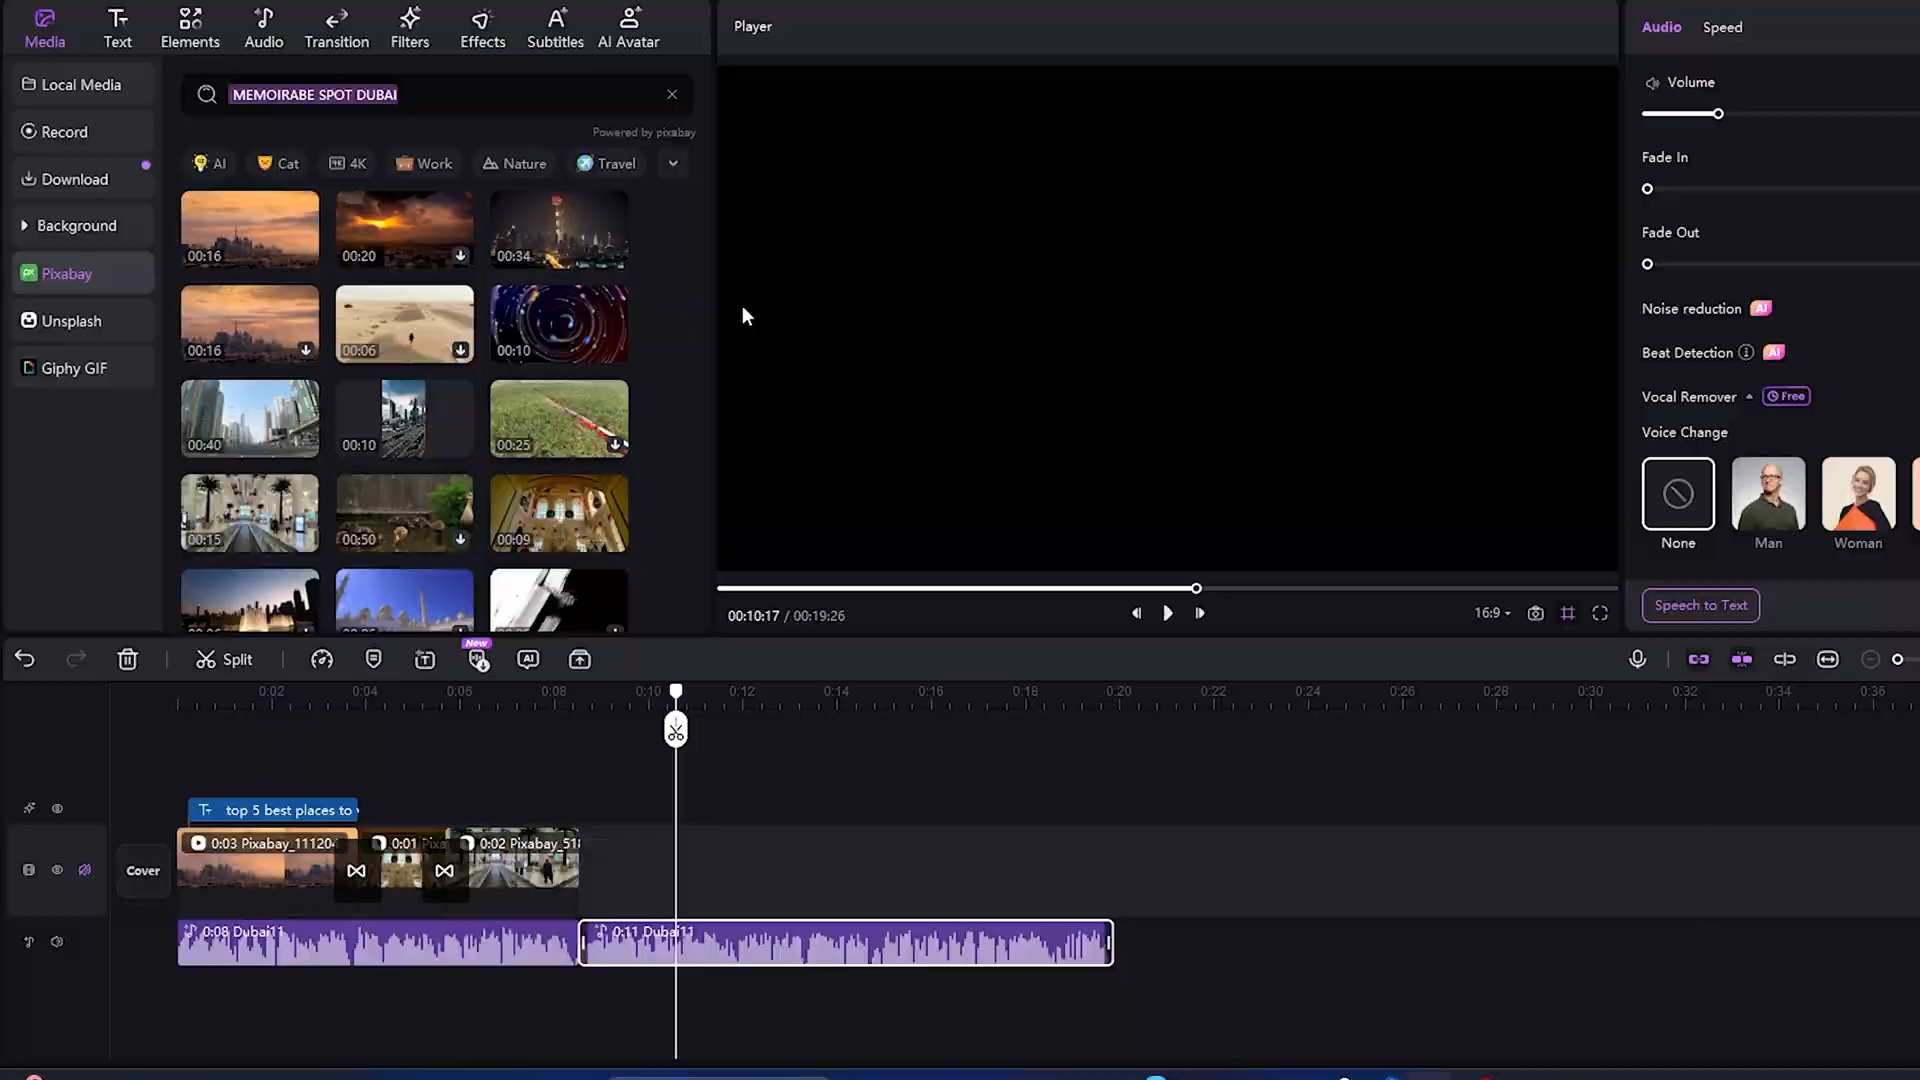 Media
Text
Elements
Audio
Transition
Filters
Effects
Subtitles
AI Avatar
Player
Audio
Speed
Local Media
Record
Download
Background
Pixabay
Unsplash
Giphy GIF
MEMOIRABE SPOT DUBAI
Powered by pixabay
AI
Cat
4K
Work
Nature
Travel
00:16
00:20
00:34
00:16
00:06
00:10
00:40
00:10
00:25
00:15
00:50
00:09
Volume
Fade In
Fade Out
Noise reduction AI
Beat Detection AI
Vocal Remover Free
Voice Change
None
Man
Woman
Speech to Text
00:10:17 / 00:19:26
16:9
New
Split
AI
0:02
0:04
0:06
0:08
0:10
0:12
0:14
0:16
0:18
0:20
0:22
0:24
0:26
0:28
0:30
0:32
0:34
0:36
top 5 best places to
Cover
0:03 Pixabay_111204
0:01 Pixa
0:02 Pixabay_518
0:08 Dubai11
0:11 Dubai11